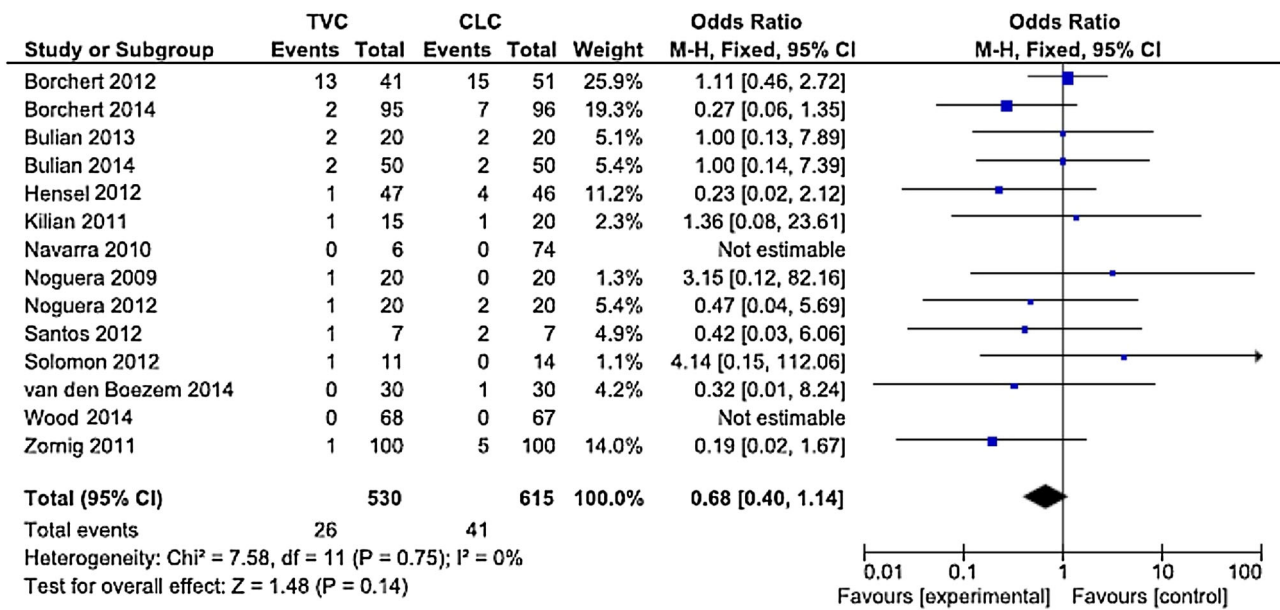 TVC CLC Odds Ratio Odds Ratio
Study or Subgroup Events Total Events Total Weight M-H, Fixed, 95% CI M-H, Fixed, 95% CI
Borchert 2012 13 41 15 51 25.9% 1.11 [0.46, 2.72]
Borchert 2014 2 95 7 96 19.3% 0.27 [0.06, 1.35]
Bulian 2013 2 20 2 20 5.1% 1.00 [0.13, 7.89]
Bulian 2014 2 50 2 50 5.4% 1.00 [0.14, 7.39]
Hensel 2012 1 47 4 46 11.2% 0.23 [0.02, 2.12]
Kilian 2011 1 15 1 20 2.3% 1.36 [0.08, 23.61]
Navarra 2010 0 6 0 74 Not estimable
Noguera 2009 1 20 0 20 1.3% 3.15 [0.12, 82.16]
Noguera 2012 1 20 2 20 5.4% 0.47 [0.04, 5.69]
Santos 2012 1 7 2 7 4.9% 0.42 [0.03, 6.06]
Solomon 2012 1 11 0 14 1.1% 4.14 [0.15, 112.06]
van den Boezem 2014 0 30 1 30 4.2% 0.32 [0.01, 8.24]
Wood 2014 0 68 0 67 Not estimable
Zornig 2011 1 100 5 100 14.0% 0.19 [0.02, 1.67]
Total (95% CI) 530 615 100.0% 0.68 [0.40, 1.14]
Total events 26 41
Heterogeneity: Chi² = 7.58, df = 11 (P = 0.75); I² = 0%
Test for overall effect: Z = 1.48 (P = 0.14)
0.01 0.1 1 10 100
Favours [experimental] Favours [control]